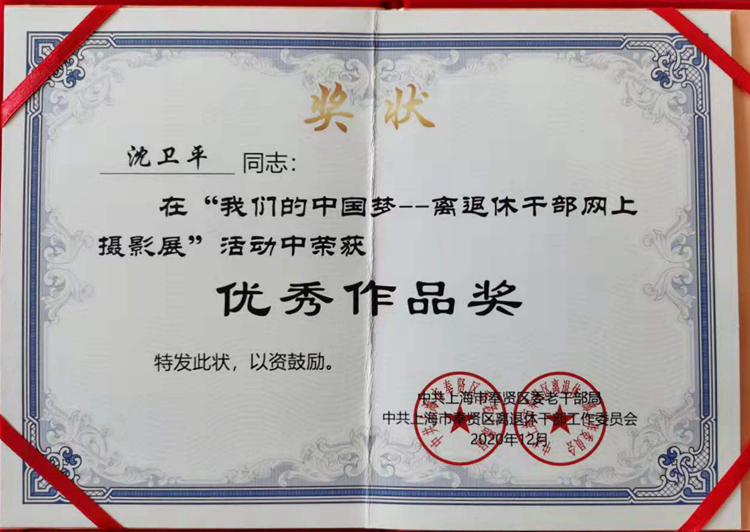 奖状
沈卫平 同志：
在“我们的中国梦--离退休干部网上
摄影展”活动中荣获
优秀作品奖
特发此状，以资鼓励。
中共上海市奉贤区委老干部局
中共上海市奉贤区离退休干部工作委员会
2020年12月